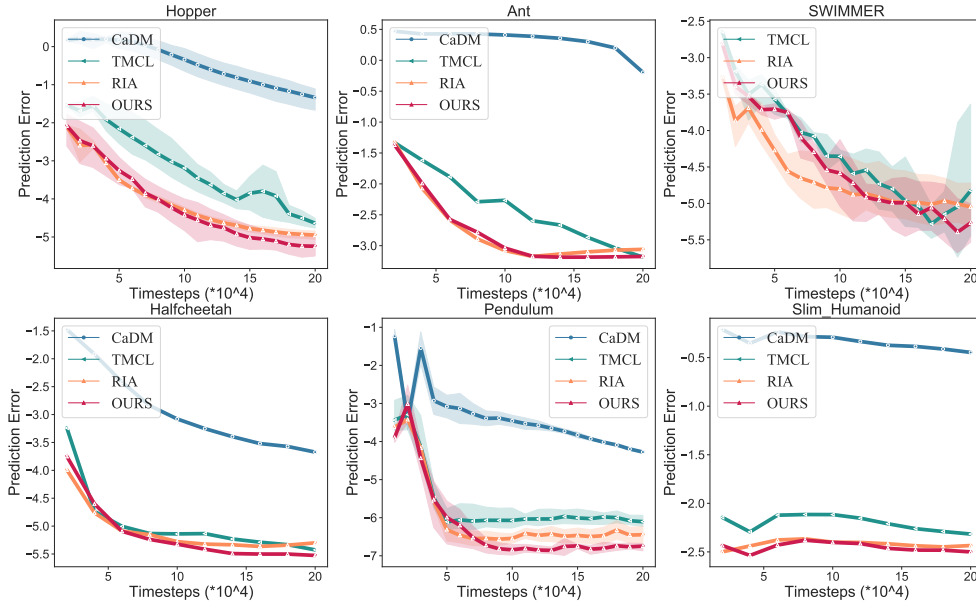 Hopper
Prediction Error
0
−1
−2
−3
−4
−5
CaDM
TMCL
RIA
OURS
5
10
15
20
Timesteps (*10^4)
Ant
Prediction Error
0.5
0.0
−0.5
−1.0
−1.5
−2.0
−2.5
−3.0
CaDM
TMCL
RIA
OURS
5
10
15
20
Timesteps (*10^4)
SWIMMER
Prediction Error
−3.0
−3.5
−4.0
−4.5
−5.0
−5.5
TMCL
RIA
OURS
5
10
15
20
Timesteps (*10^4)
Halfcheetah
Prediction Error
−1.5
−2.0
−2.5
−3.0
−3.5
−4.0
−4.5
−5.0
−5.5
CaDM
TMCL
RIA
OURS
5
10
15
20
Timesteps (*10^4)
Pendulum
Prediction Error
−1
−2
−3
−4
−5
−6
−7
CaDM
TMCL
RIA
OURS
5
10
15
20
Timesteps (*10^4)
Slim_Humanoid
Prediction Error
−0.5
−1.0
−1.5
−2.0
−2.5
CaDM
TMCL
RIA
OURS
5
10
15
20
Timesteps (*10^4)